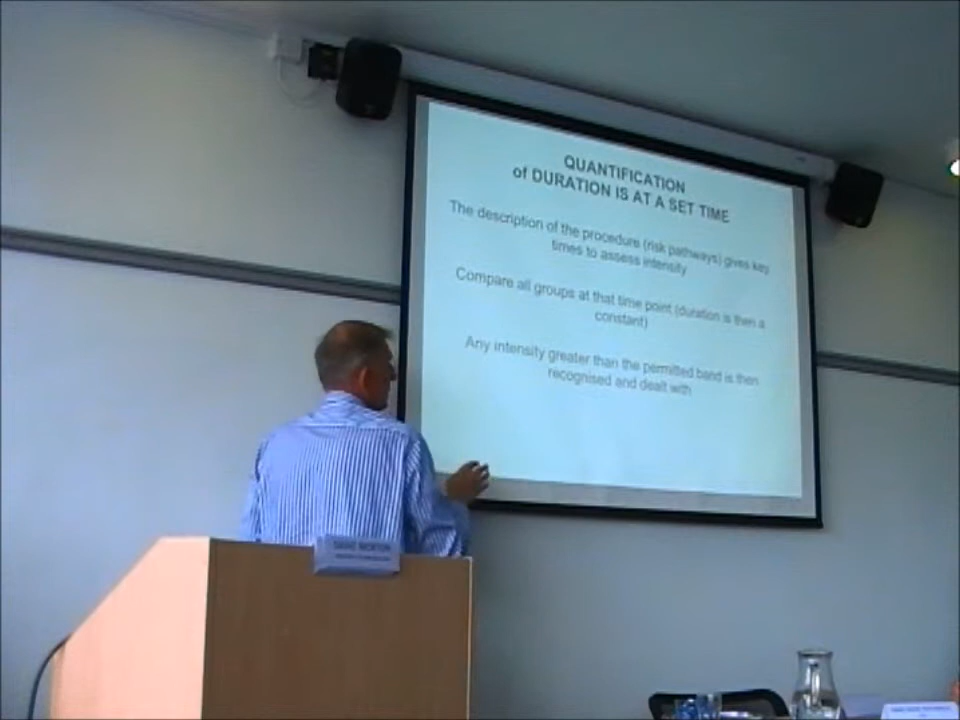 QUANTIFICATION
of DURATION IS AT A SET TIME
The description of the procedure (risk pathways) gives key
times to assess intensity
Compare all groups at that time point (duration is then a
constant)
Any intensity greater than the permitted band is then
recognised and dealt with